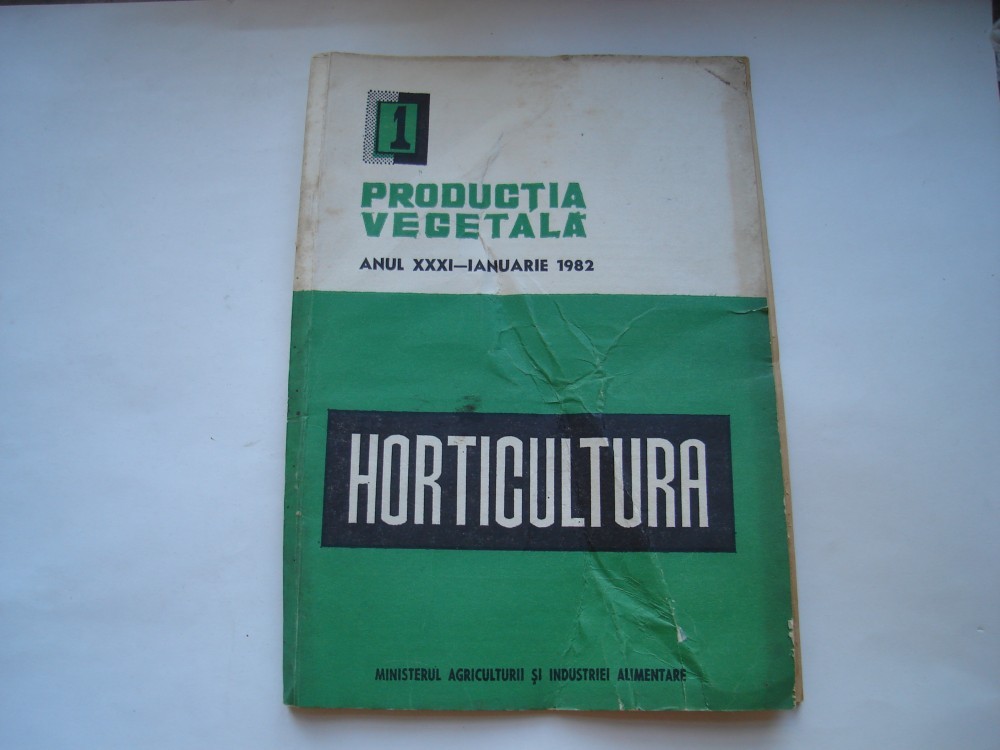 1
PRODUCȚIA
VEGETALĂ
ANUL XXXI—IANUARIE 1982
HORTICULTURA
MINISTERUL AGRICULTURII ȘI INDUSTRIEI ALIMENTARE